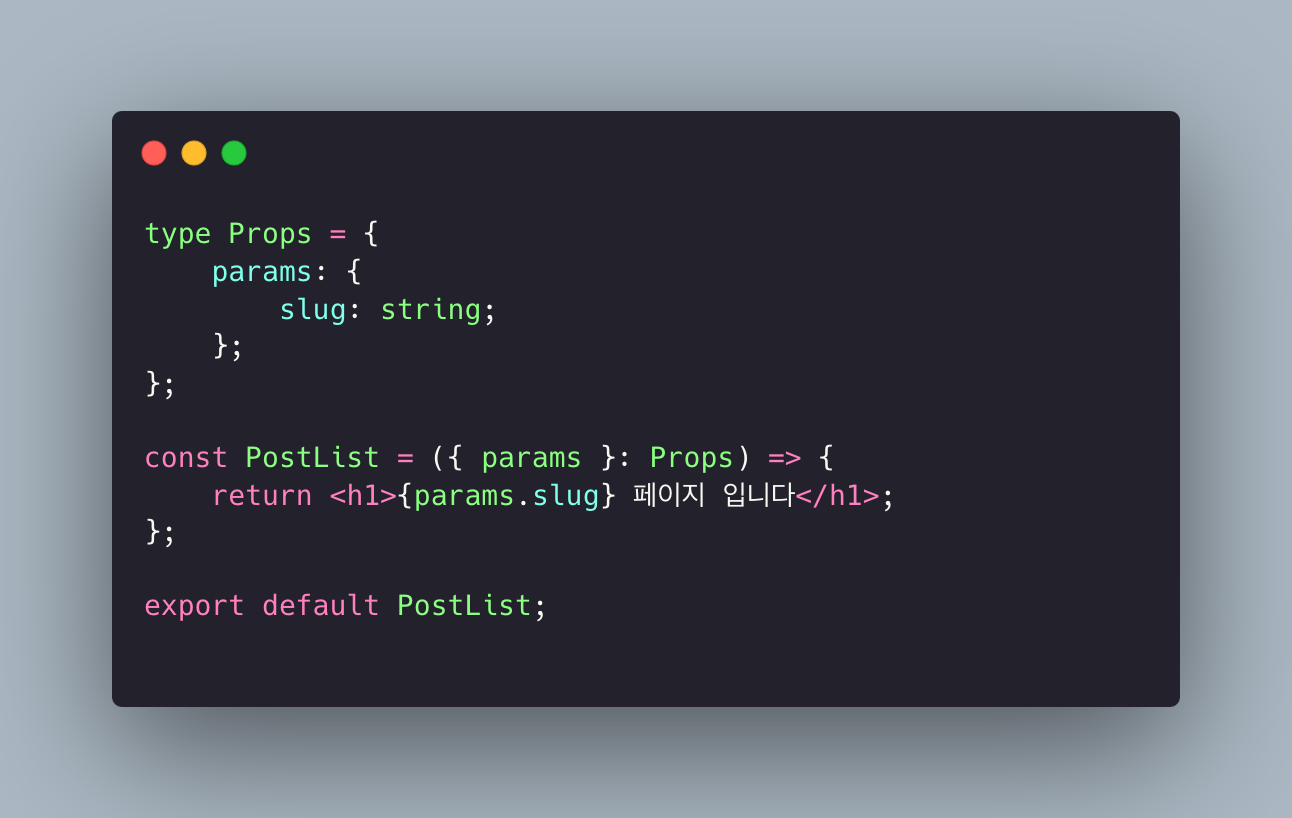 type Props = {
    params: {
        slug: string;
    };
};

const PostList = ({ params }: Props) => {
    return <h1>{params.slug} 페이지 입니다</h1>;
};

export default PostList;